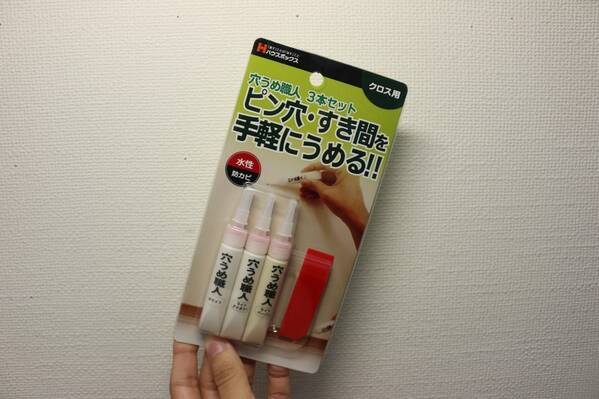 ハウスボックス
クロス用
穴うめ職人 3本セット
ピン穴・すき間を
手軽にうめる!!
水性
防カビ
穴うめ職人
穴うめ職人
穴うめ職人